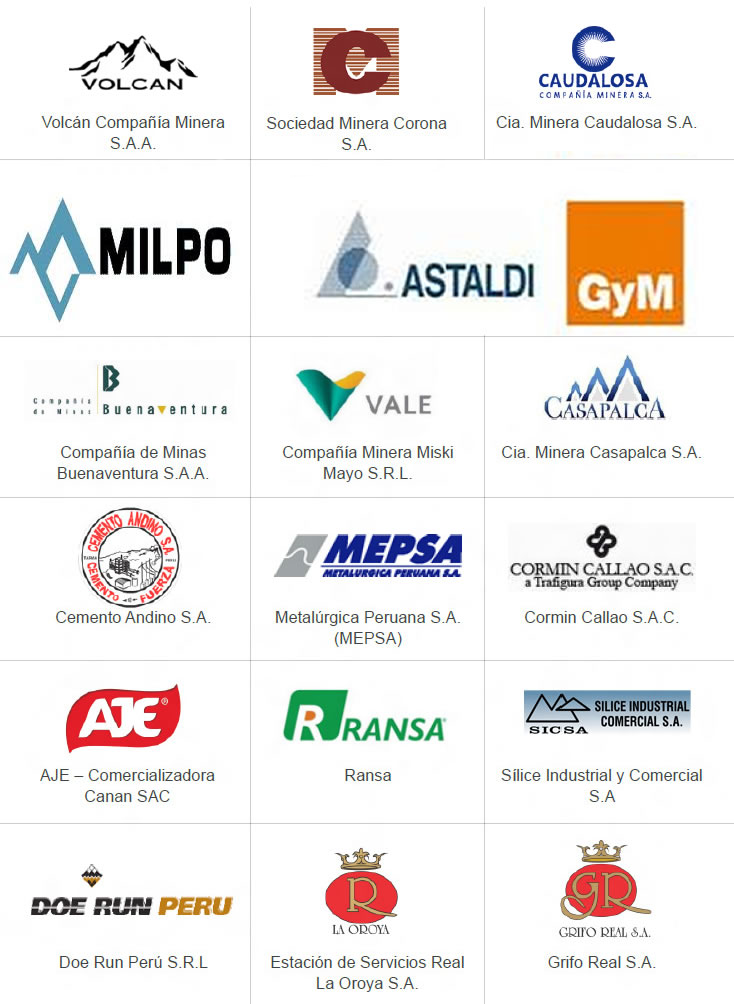 VOLCAN
Volcán Compañía Minera
S.A.A.
C
Sociedad Minera Corona
S.A.
C
CAUDALOSA
COMPAÑÍA MINERA S.A.
Cia. Minera Caudalosa S.A.
MILPO
ASTALDI
GyM
Compañía
de Minas
B
Buenaventura
Compañía de Minas
Buenaventura S.A.A.
VALE
Compañía Minera Miski
Mayo S.R.L.
CASAPALCA
Cia. Minera Casapalca S.A.
CEMENTO ANDINO S.A.
CEMENTO FUERZA
Cemento Andino S.A.
MEPSA
METALURGICA PERUANA S.A.
Metalúrgica Peruana S.A.
(MEPSA)
CORMIN CALLAO S.A.C.
a Trafigura Group Company
Cormin Callao S.A.C.
AJE®
AJE – Comercializadora
Canan SAC
R
RANSA
Ransa
SILICE INDUSTRIAL
COMERCIAL S.A.
SICSA
Sílice Industrial y Comercial
S.A
DOE RUN PERU
Doe Run Perú S.R.L
R
LA OROYA
Estación de Servicios Real
La Oroya S.A.
GR
GRIFO REAL S.A.
Grifo Real S.A.